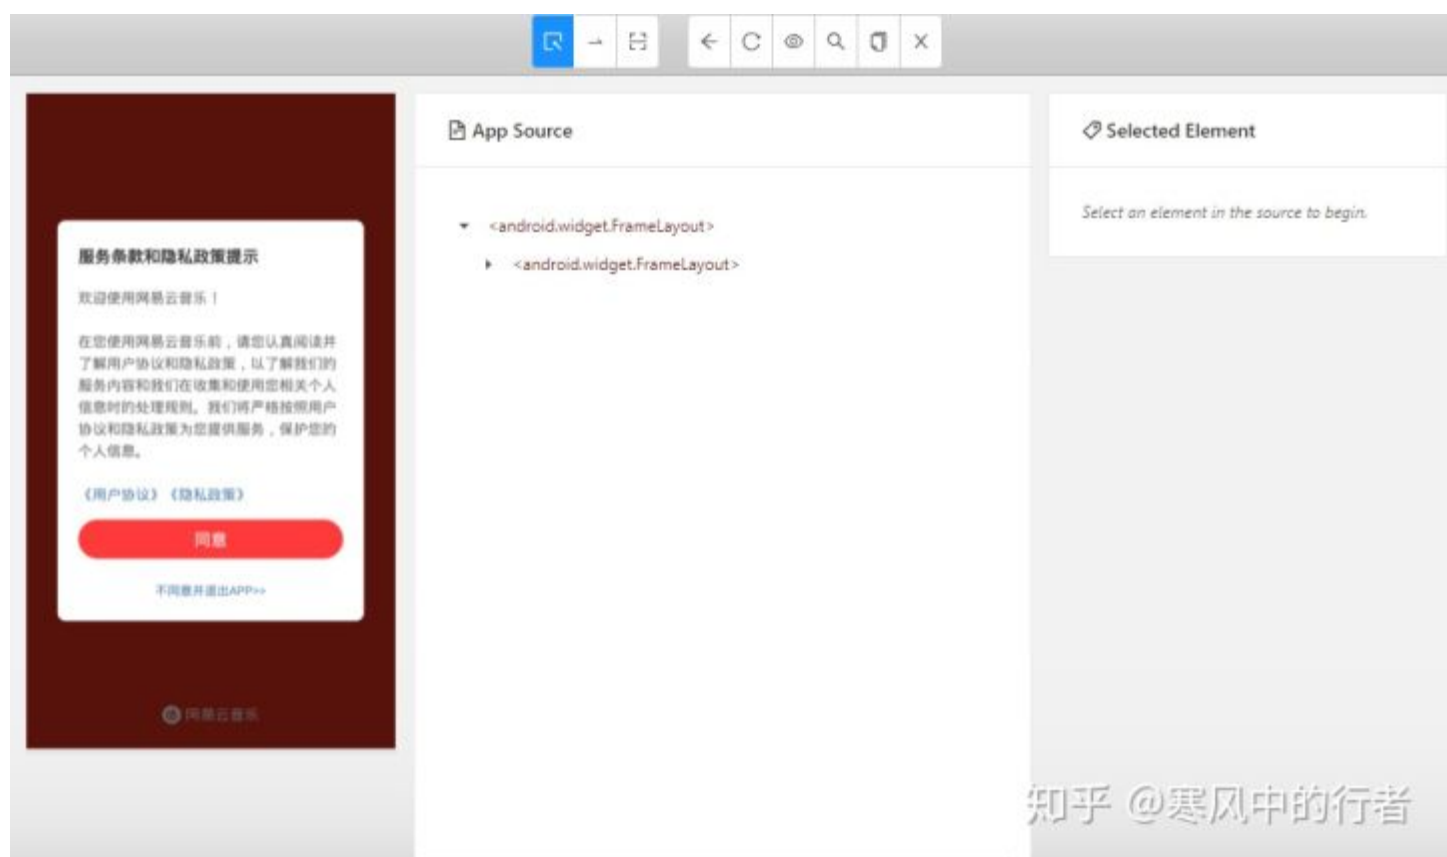 App Source
Selected Element
<android.widget.FrameLayout>
<android.widget.FrameLayout>
Select an element in the source to begin.
服务条款和隐私政策提示
欢迎使用网易云音乐！
在您使用网易云音乐前，请您认真阅读并
了解用户协议和隐私政策，以了解我们的
服务内容和我们在收集和使用您相关个人
信息时的处理规则。我们将严格按照用户
协议和隐私政策为您提供服务，保护您的
个人信息。
《用户协议》《隐私政策》
同意
不同意并退出APP>>
网易云音乐
知乎 @寒风中的行者